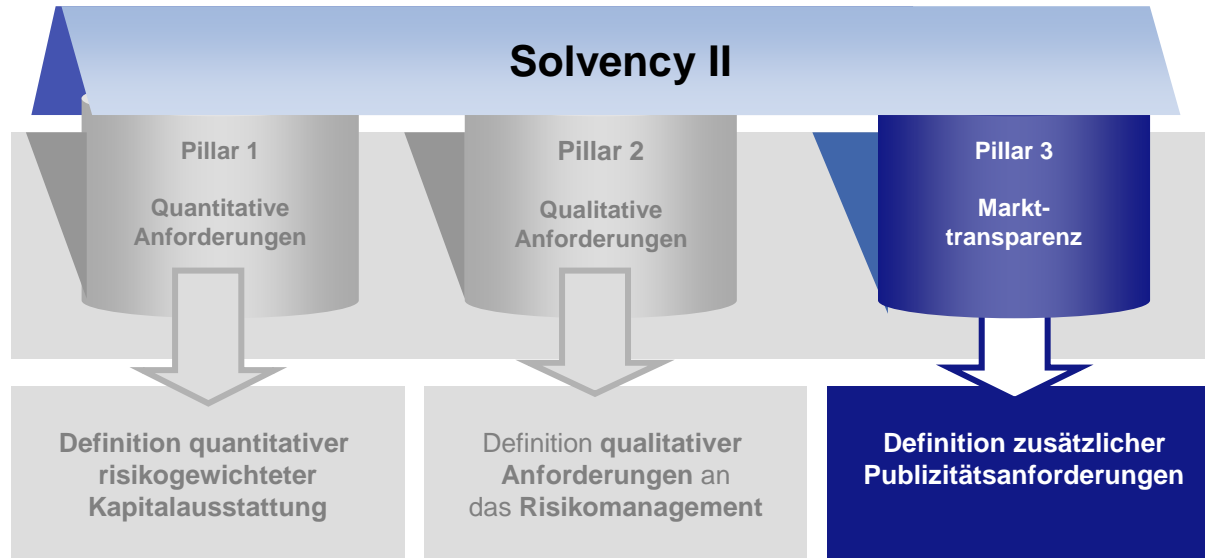 Solvency II
Pillar 1
Quantitative
Anforderungen
Pillar 2
Qualitative
Anforderungen
Pillar 3
Markt-
transparenz
Definition quantitativer
risikogewichteter
Kapitalausstattung
Definition qualitativer
Anforderungen an
das Risikomanagement
Definition zusätzlicher
Publizitätsanforderungen